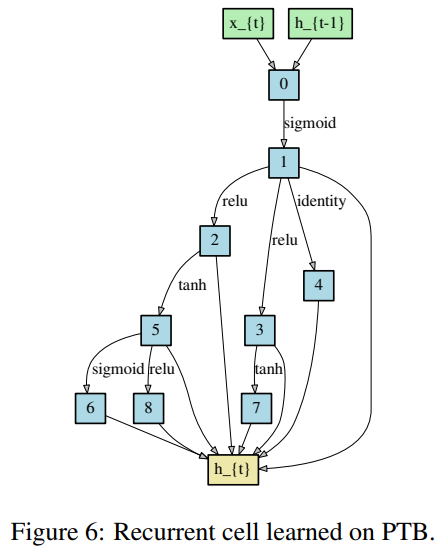 x_{t} h_{t-1}
0
sigmoid
1
relu identity
2 relu
4
tanh
5 3
sigmoid relu tanh
6 8 7
h_{t}
Figure 6: Recurrent cell learned on PTB.